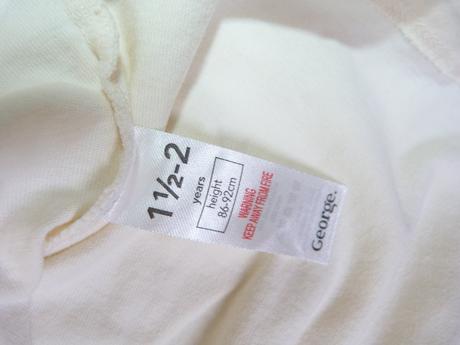 1½-2
years
height
86-92cm
WARNING
KEEP AWAY FROM FIRE
George.